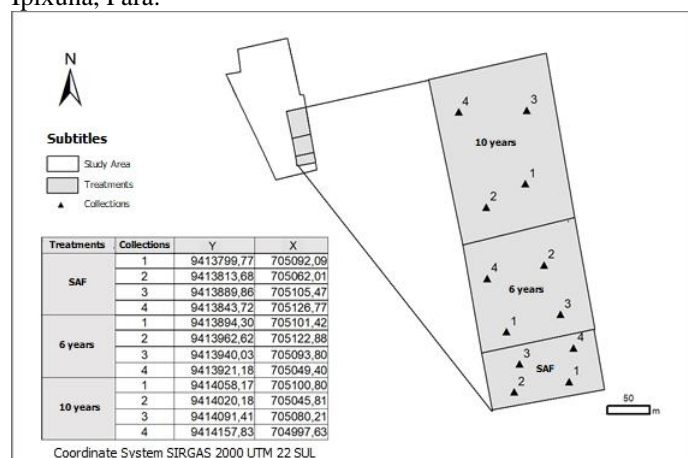 Ipixuna, Pará.
N
Subtitles
Study Area
Treatments
Collections
Treatments Collections Y X
SAF
1 9413799,77 705092,09
2 9413813,68 705062,01
3 9413889,86 705105,47
4 9413843,72 705126,77
6 years
1 9413894,30 705101,42
2 9413962,62 705122,88
3 9413940,03 705093,80
4 9413921,18 705049,40
10 years
1 9414058,17 705100,80
2 9414020,18 705045,81
3 9414091,41 705080,21
4 9414157,83 704997,63
Coordinate System SIRGAS 2000 UTM 22 SUL
4 3
10 years
1
2
2
4
6 years
3
1
4
3
SAF
1
2
50
m